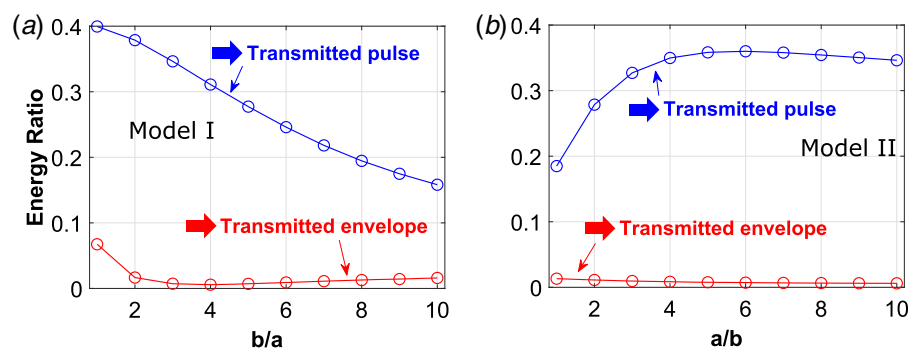 (a)
0.4
0.3
0.2
0.1
0
Energy Ratio
Transmitted pulse
Model I
Transmitted envelope
2 4 6 8 10
b/a
(b)
0.4
0.3
0.2
0.1
0
Transmitted pulse
Model II
Transmitted envelope
2 4 6 8 10
a/b